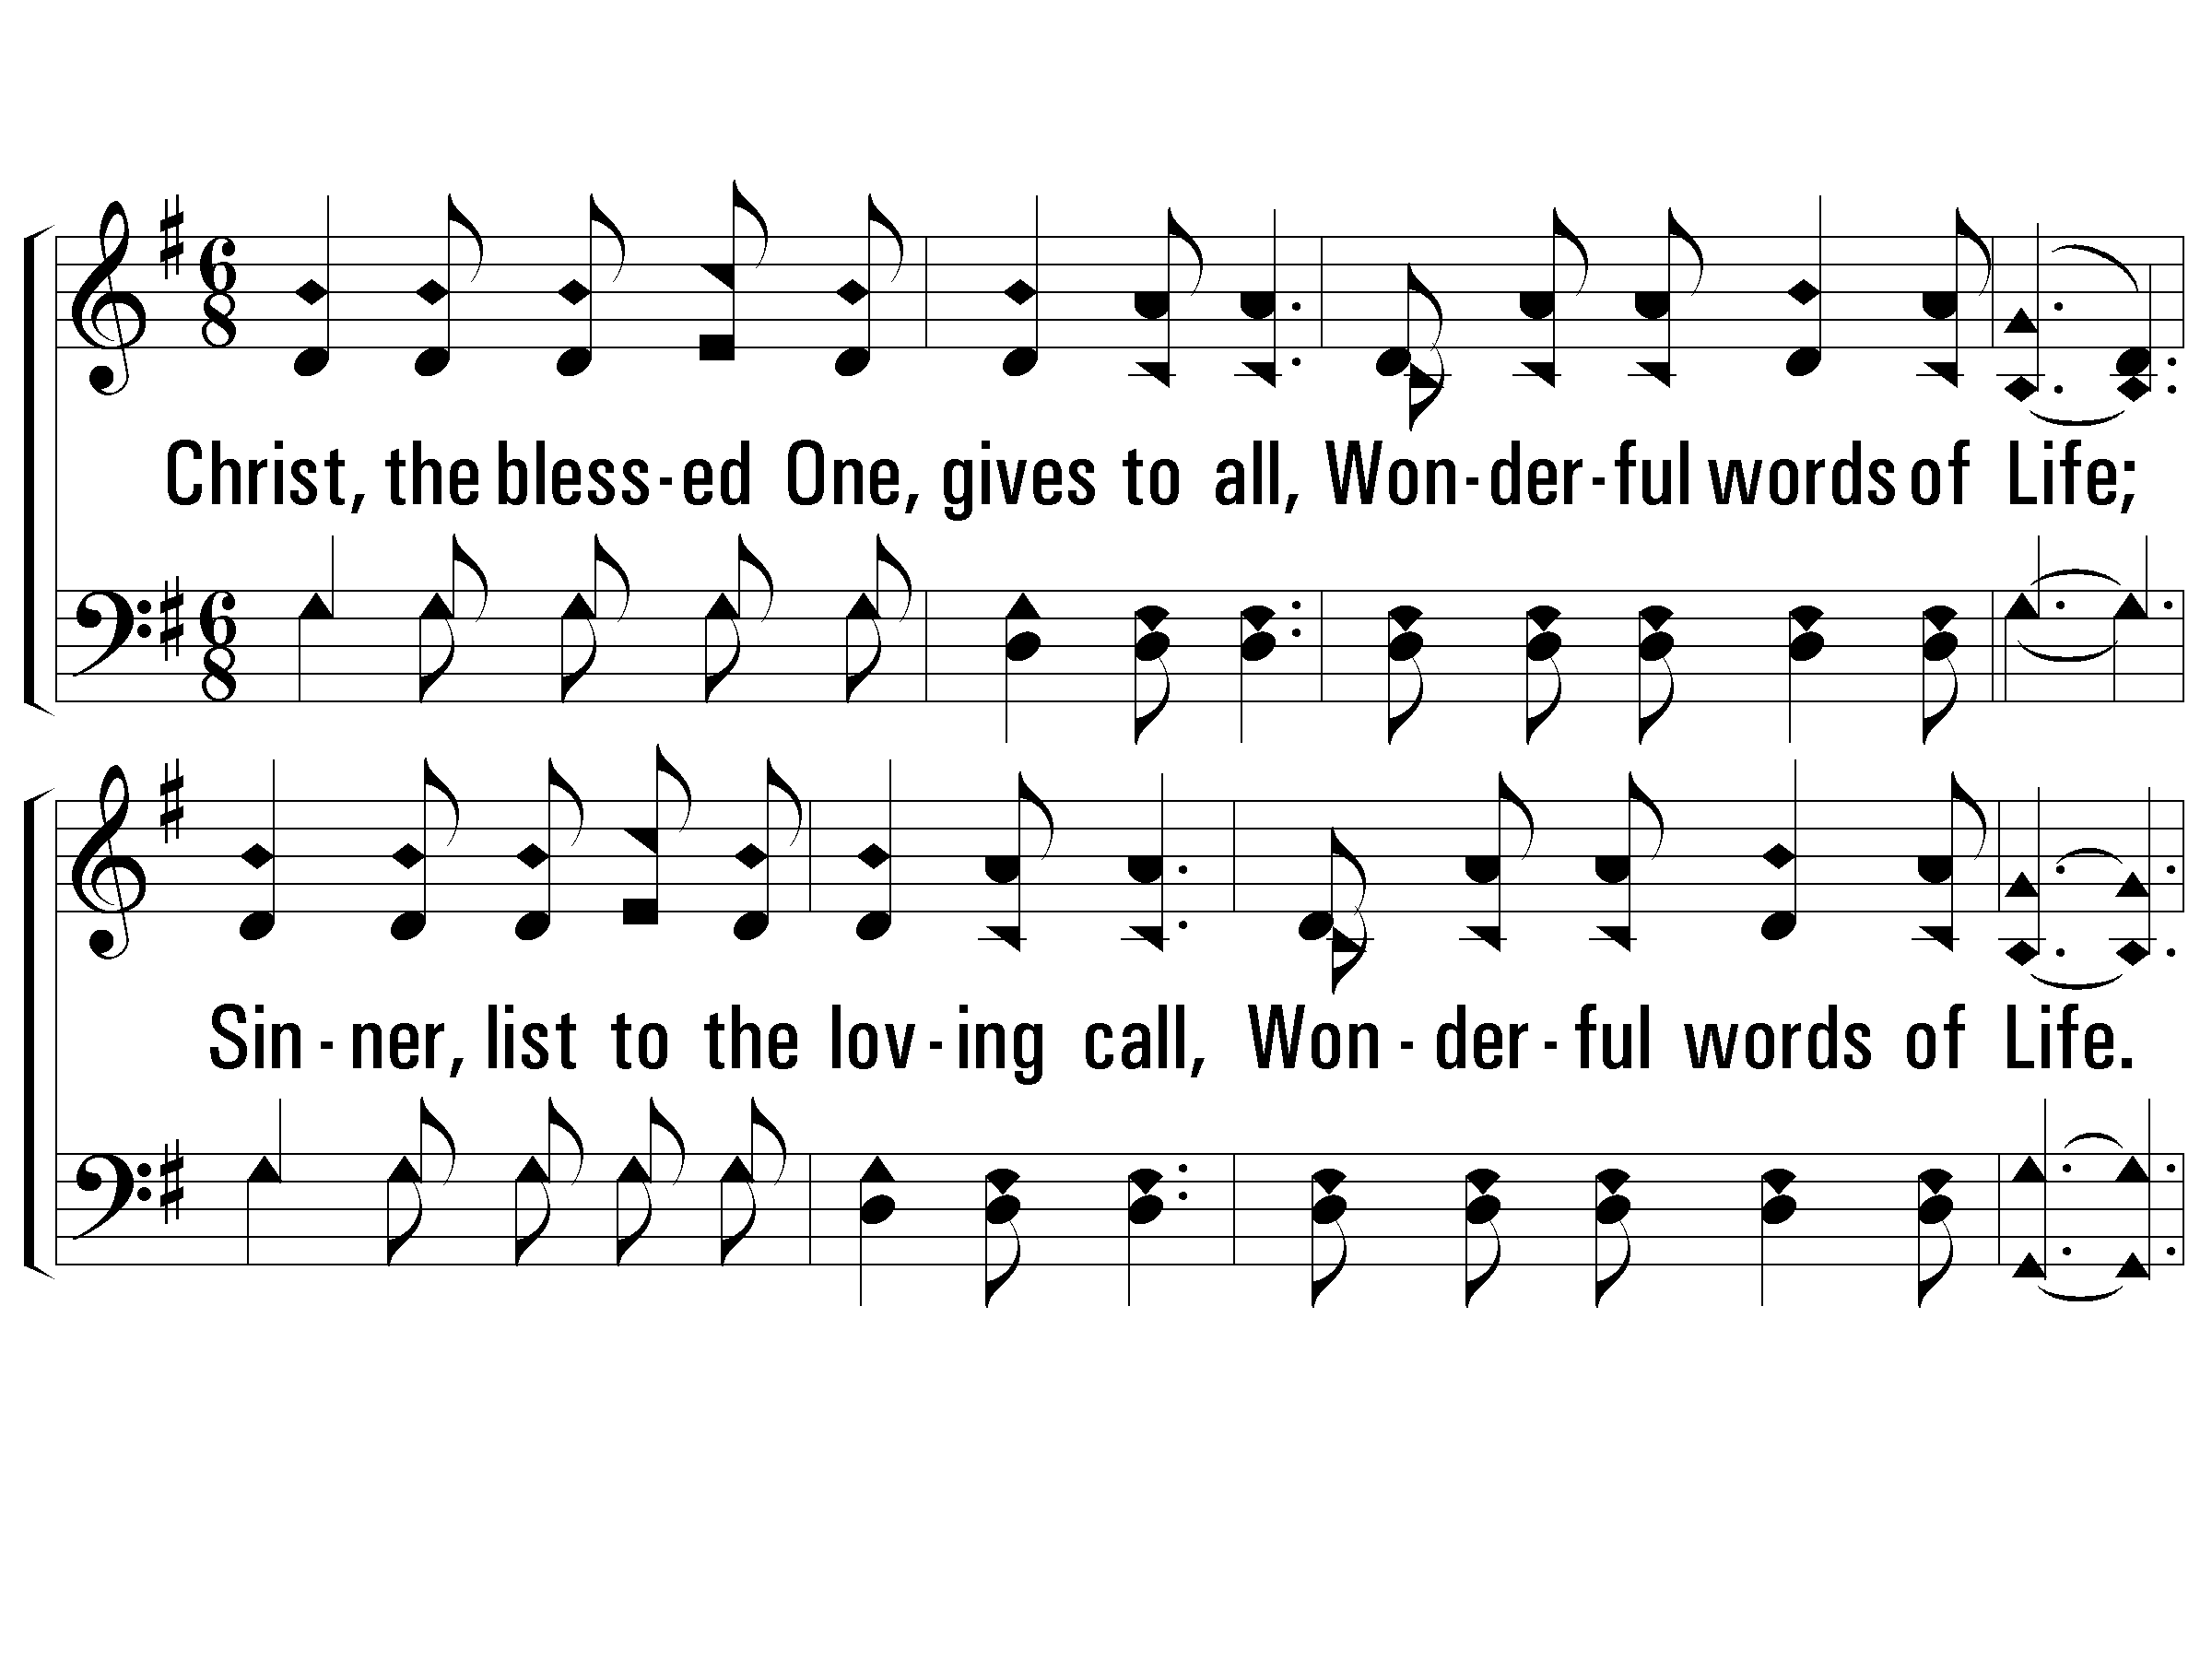 Christ, the bless-ed One, gives to all, Won-der-ful words of Life;
Sin - ner, list to the lov-ing call, Won - der - ful words of Life.